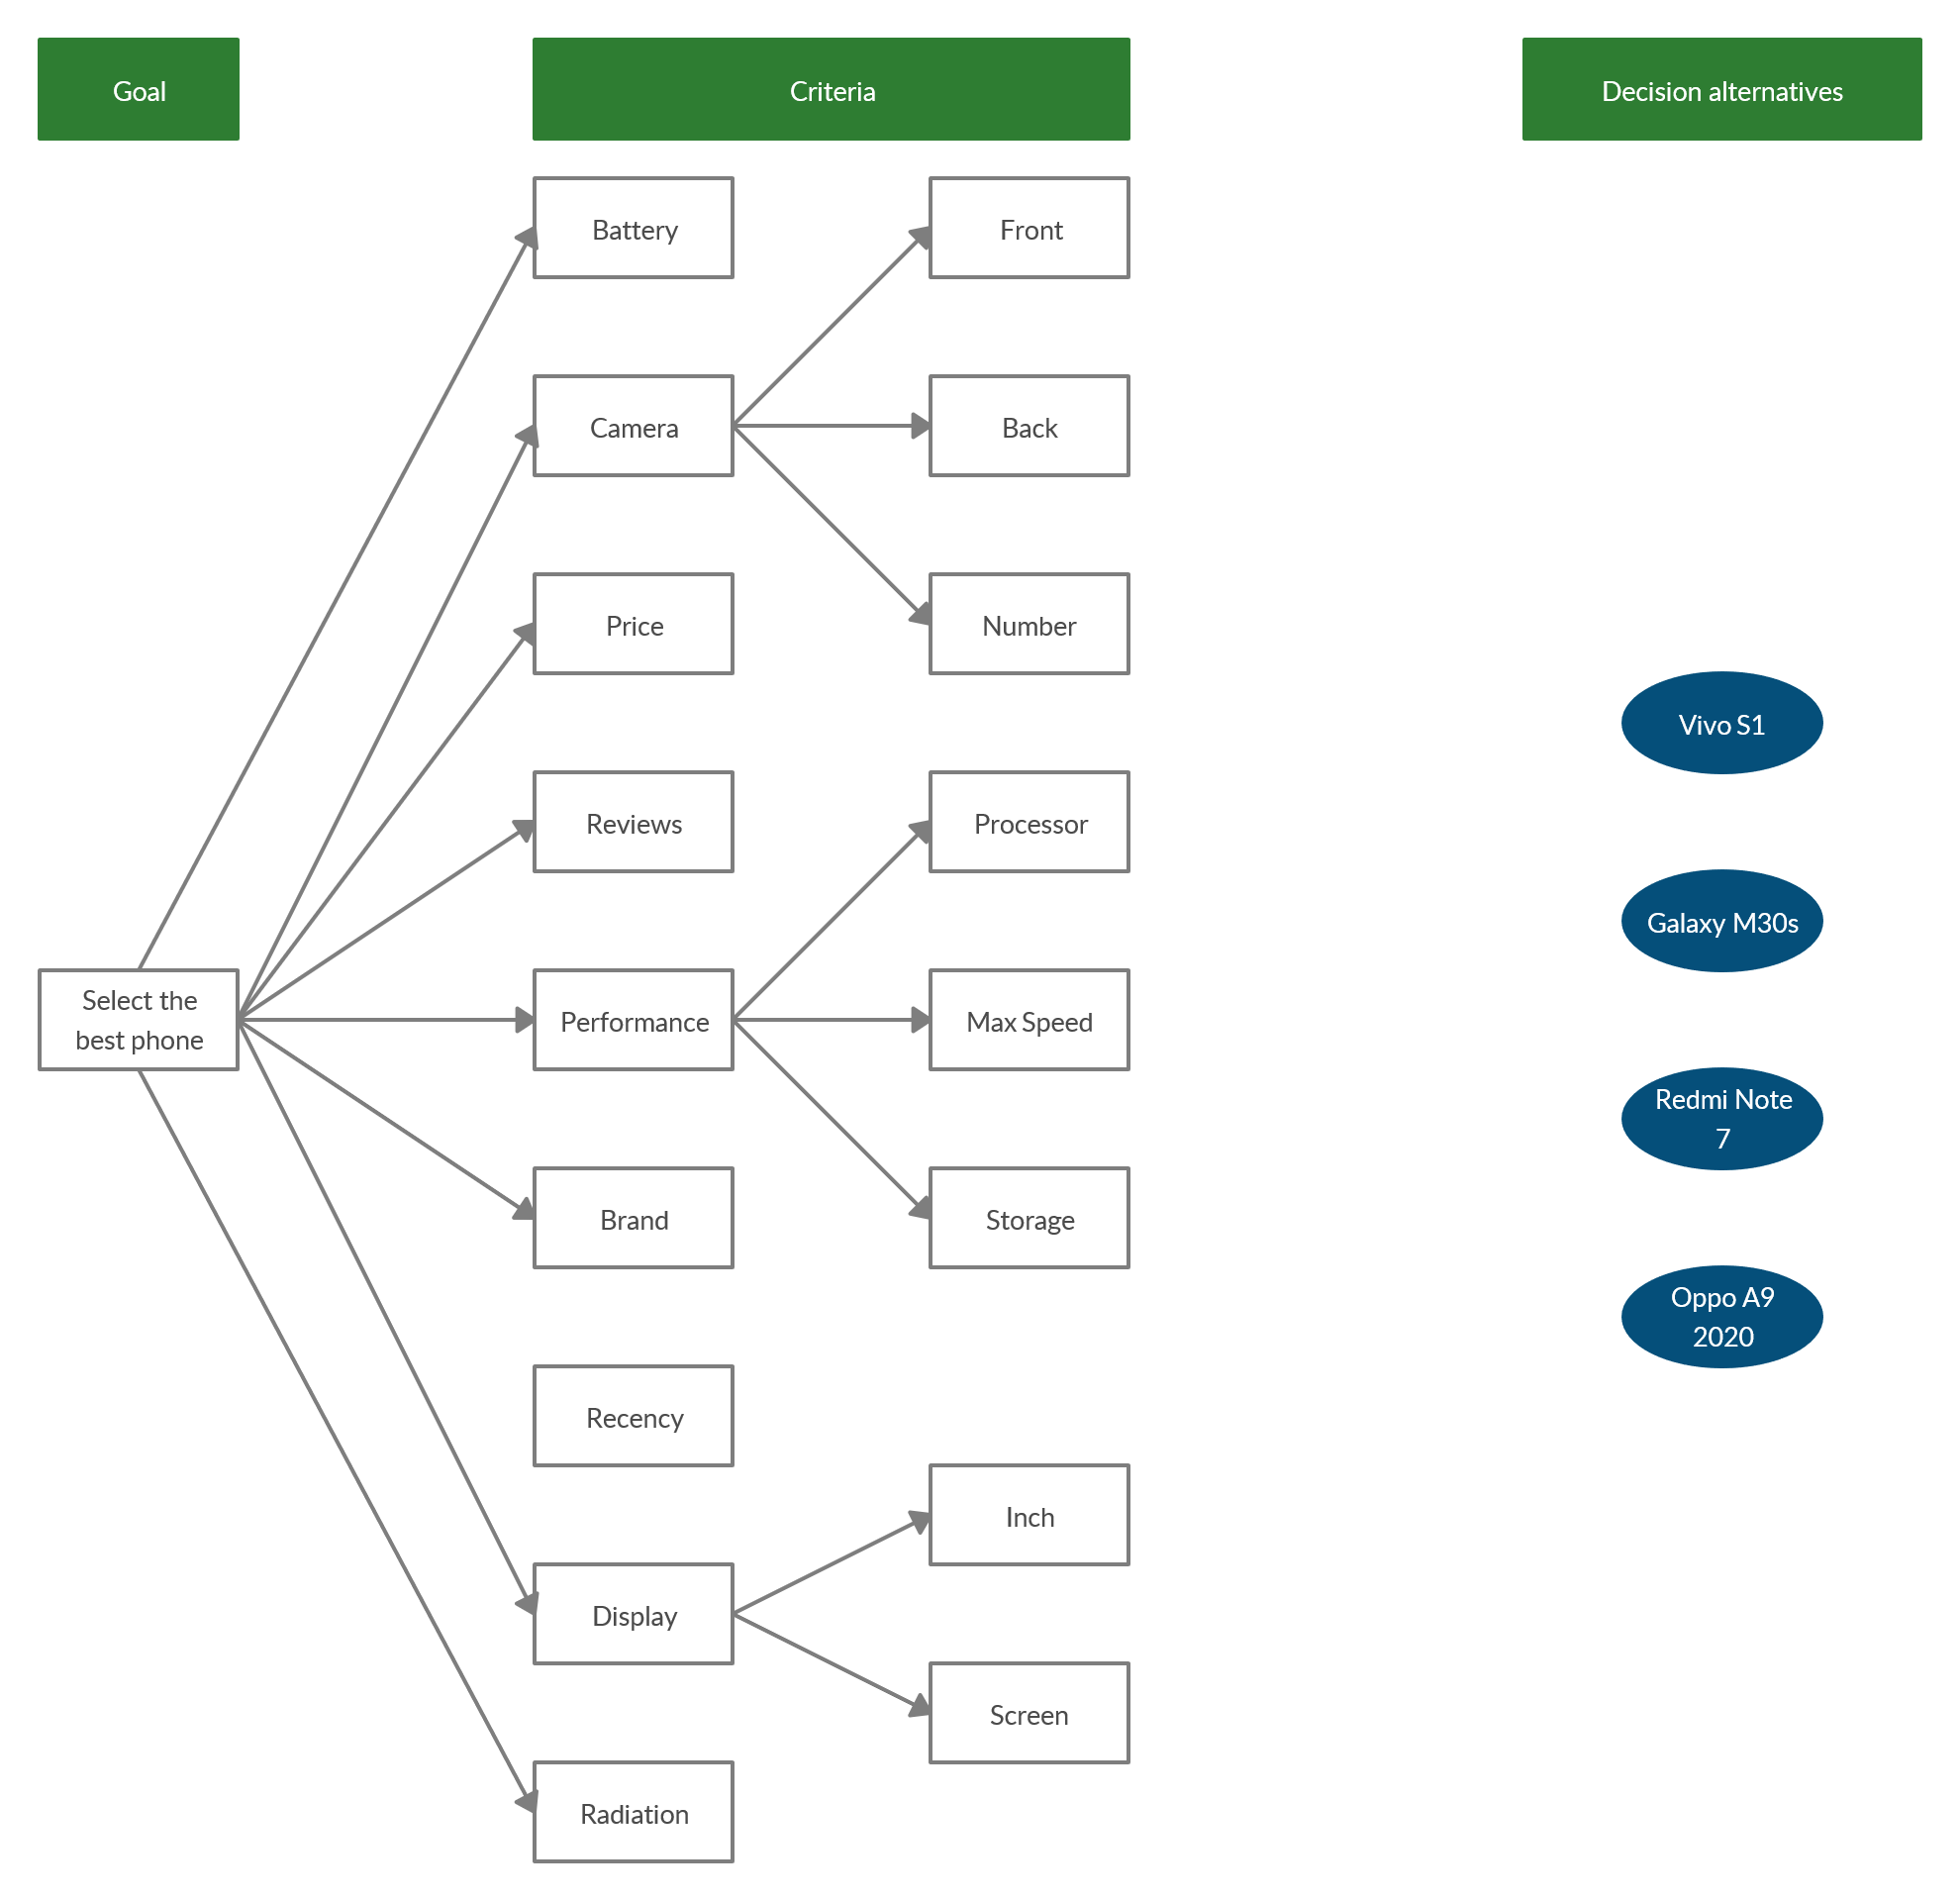 Goal
Criteria
Decision alternatives
Battery
Front
Camera
Back
Price
Number
Vivo S1
Reviews
Processor
Galaxy M30s
Select the
best phone
Performance
Max Speed
Redmi Note
7
Brand
Storage
Oppo A9
2020
Recency
Inch
Display
Screen
Radiation